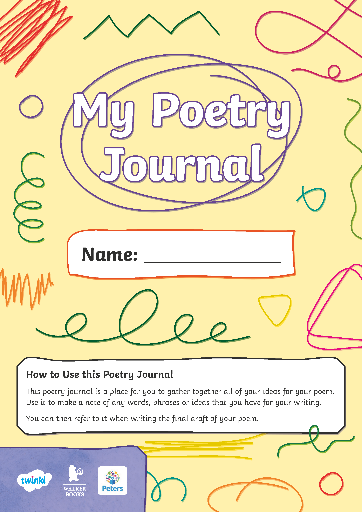 My Poetry
Journal
Name:
How to Use this Poetry Journal
This poetry journal is a place for you to gather together all of your ideas for your poem.
Use is to make a note of any words, phrases or ideas that you have for your writing.
You can then refer to it when writing the final draft of your poem.
twinkl
WALKER
BOOKS
Peters